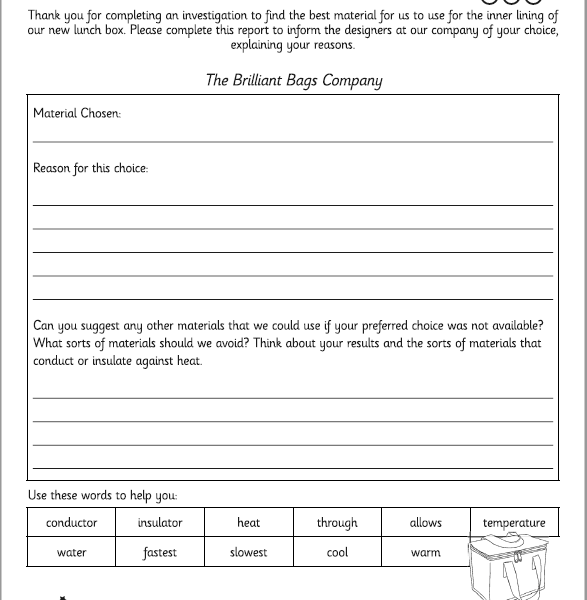 Thank you for completing an investigation to find the best material for us to use for the inner lining of
our new lunch box. Please complete this report to inform the designers at our company of your choice,
explaining your reasons.
The Brilliant Bags Company
Material Chosen:
Reason for this choice:
Can you suggest any other materials that we could use if your preferred choice was not available?
What sorts of materials should we avoid? Think about your results and the sorts of materials that
conduct or insulate against heat.
Use these words to help you:
conductor insulator heat through allows temperature
water fastest slowest cool warm